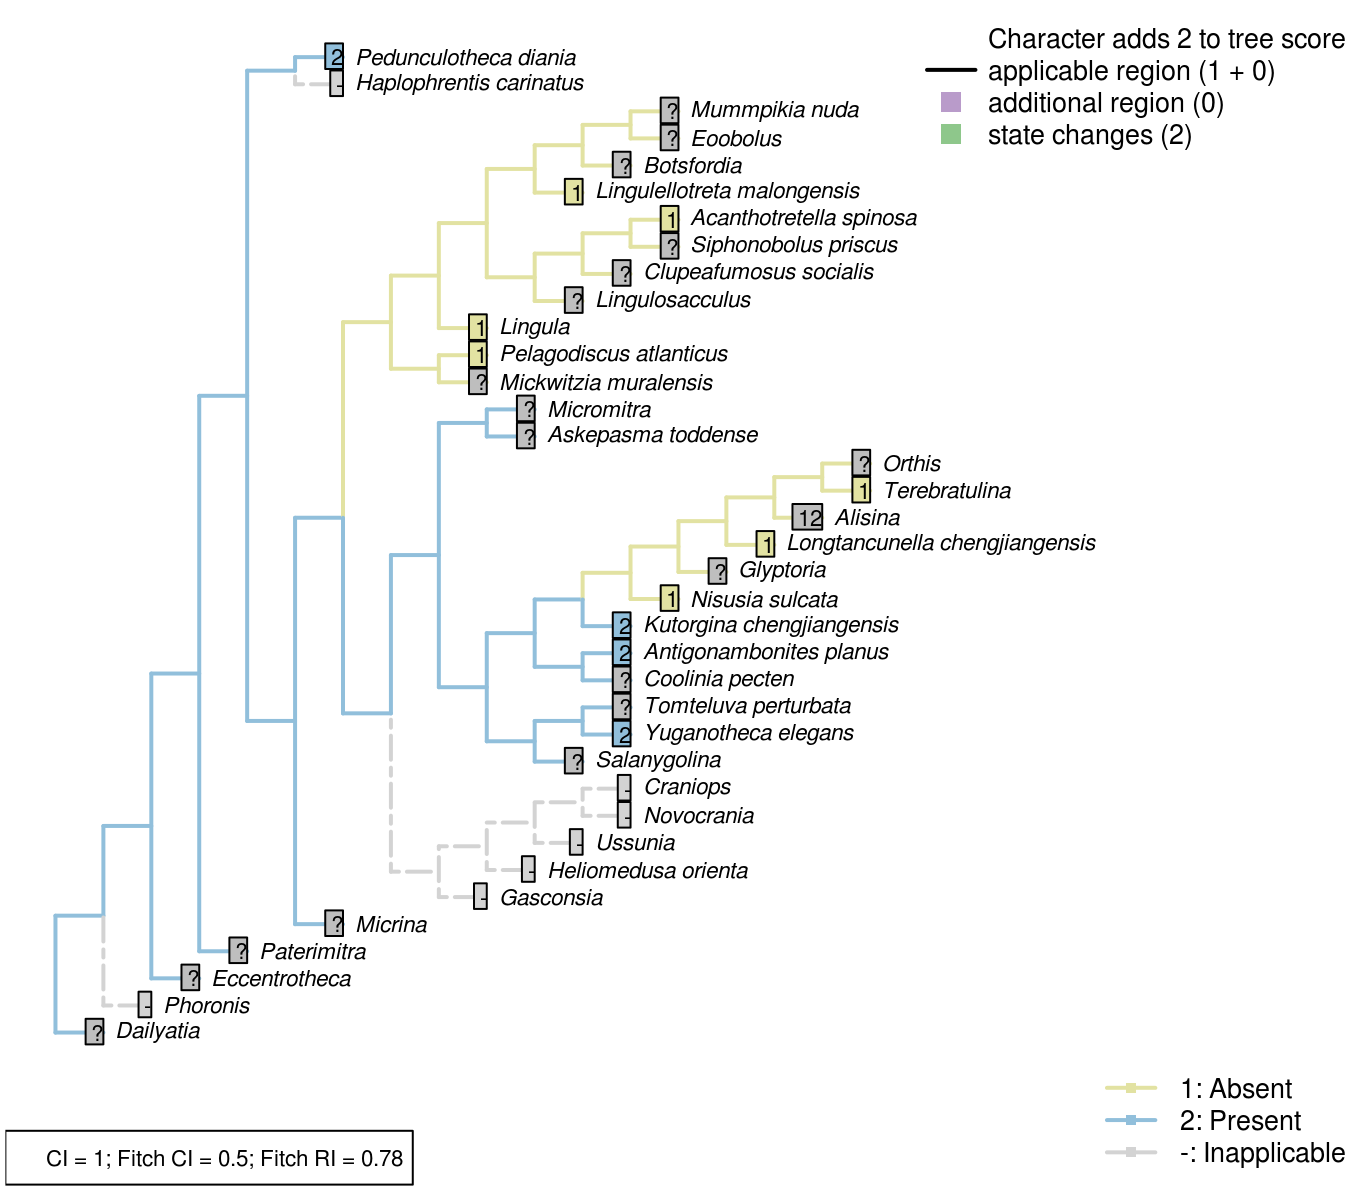 Character adds 2 to tree score
applicable region (1 + 0)
additional region (0)
state changes (2)
2 Pedunculotheca diania
- Haplophrentis carinatus
? Mummpikia nuda
? Eoobolus
? Botsfordia
1 Lingulellotreta malongensis
1 Acanthotretella spinosa
? Siphonobolus priscus
? Clupeafumosus socialis
? Lingulosacculus
1 Lingula
1 Pelagodiscus atlanticus
? Mickwitzia muralensis
? Micromitra
? Askepasma toddense
? Orthis
1 Terebratulina
12 Alisina
1 Longtancunella chengjiangensis
? Glyptoria
1 Nisusia sulcata
2 Kutorgina chengjiangensis
2 Antigonambonites planus
? Coolinia pecten
? Tomteluva perturbata
2 Yuganotheca elegans
? Salanygolina
- Craniops
- Novocrania
- Ussunia
- Heliomedusa orienta
- Gasconsia
? Micrina
? Paterimitra
? Eccentrotheca
- Phoronis
? Dailyatia
1: Absent
2: Present
-: Inapplicable
CI = 1; Fitch CI = 0.5; Fitch RI = 0.78